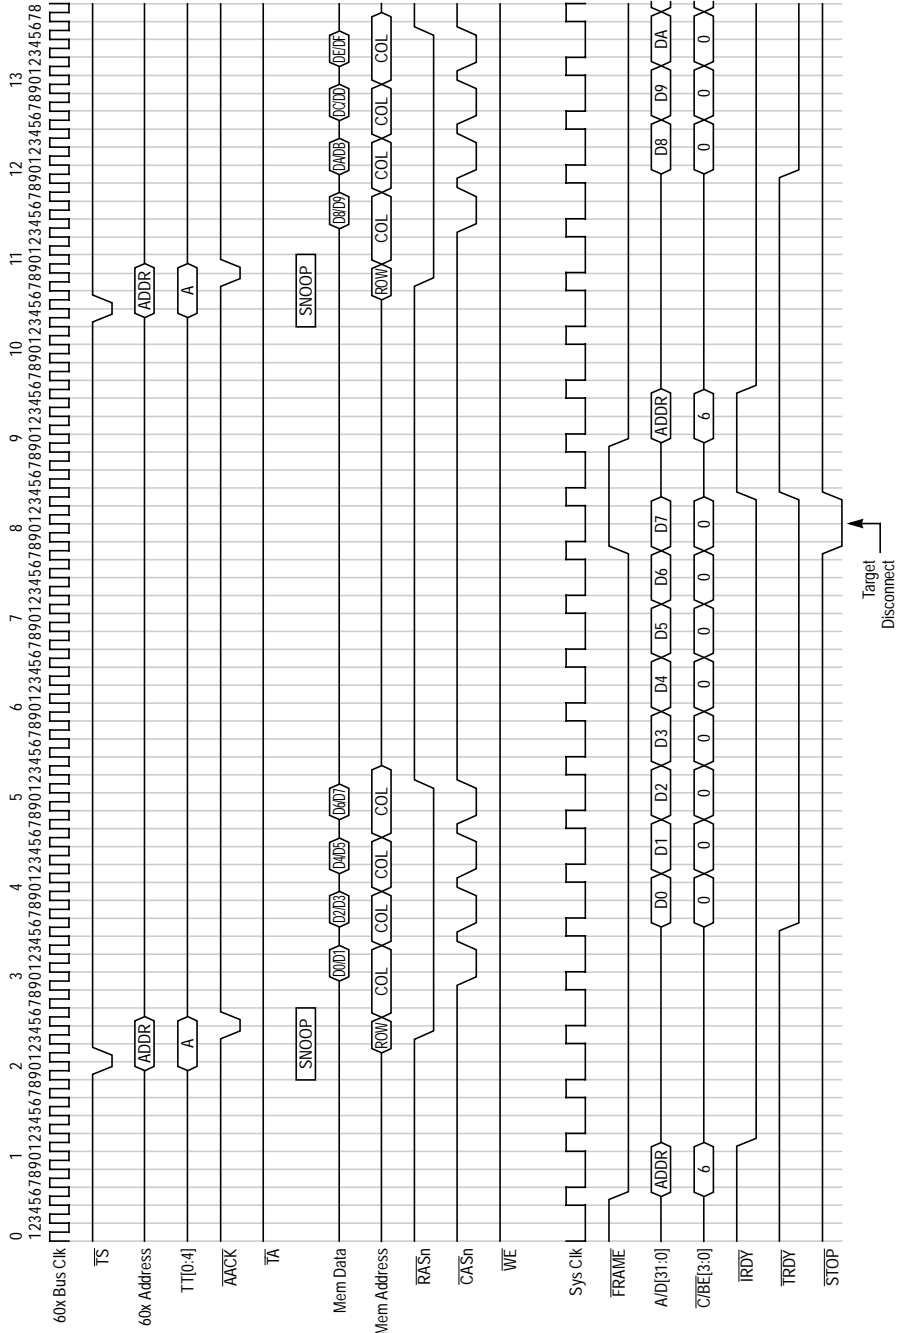 0 1 2 3 4 5 6 7 8 9 10 11 12 13
123456789012345678901234567890123456789012345678901234567890123456789012345678901234567890123456789012345678901234567890123456789012345678
60x Bus Clk
TS
60x Address ADDR ADDR
TT[0:4] A A
AACK
TA
SNOOP SNOOP
Mem Data D0/D1 D2/D3 D4/D5 D6/D7 D8/D9 DA/DB DC/DD DE/DF
Mem Address ROW COL COL COL COL ROW COL COL COL COL
RASn
CASn
WE
Sys Clk
FRAME
A/D[31:0] ADDR D0 D1 D2 D3 D4 D5 D6 D7 ADDR D8 D9 DA
C/BE[3:0] 6 0 0 0 0 0 0 0 0 6 0 0 0
IRDY
TRDY
STOP
Target
Disconnect